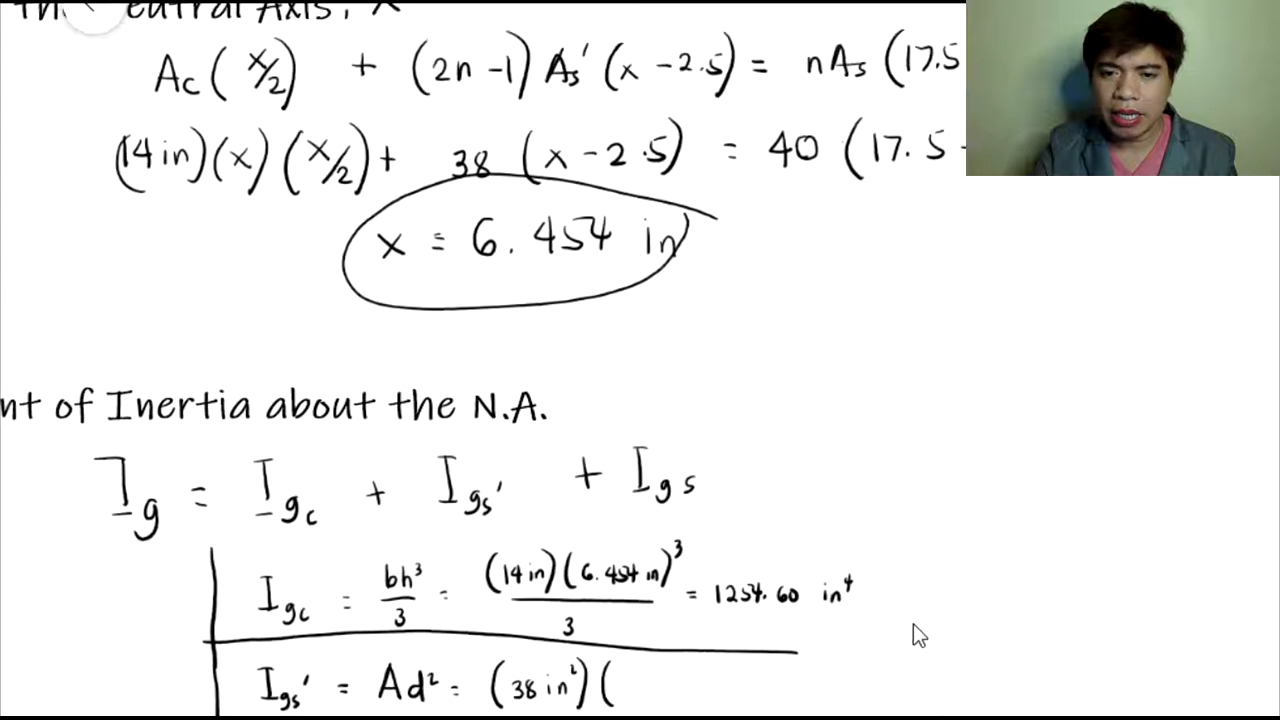 Axis, x
Ac (x/2) + (2n - 1) As' (x - 2.5) = nAs (17.5
(14 in)(x)(x/2) + 38 (x - 2.5) = 40 (17.5 -
x = 6.454 in
nt of Inertia about the N.A.
Ig = Igc + Igs' + Igs
Igc = bh³/3 = (14 in)(6.454 in)³/3 = 1254.60 in⁴
Igs' = Ad² = (38 in²)(